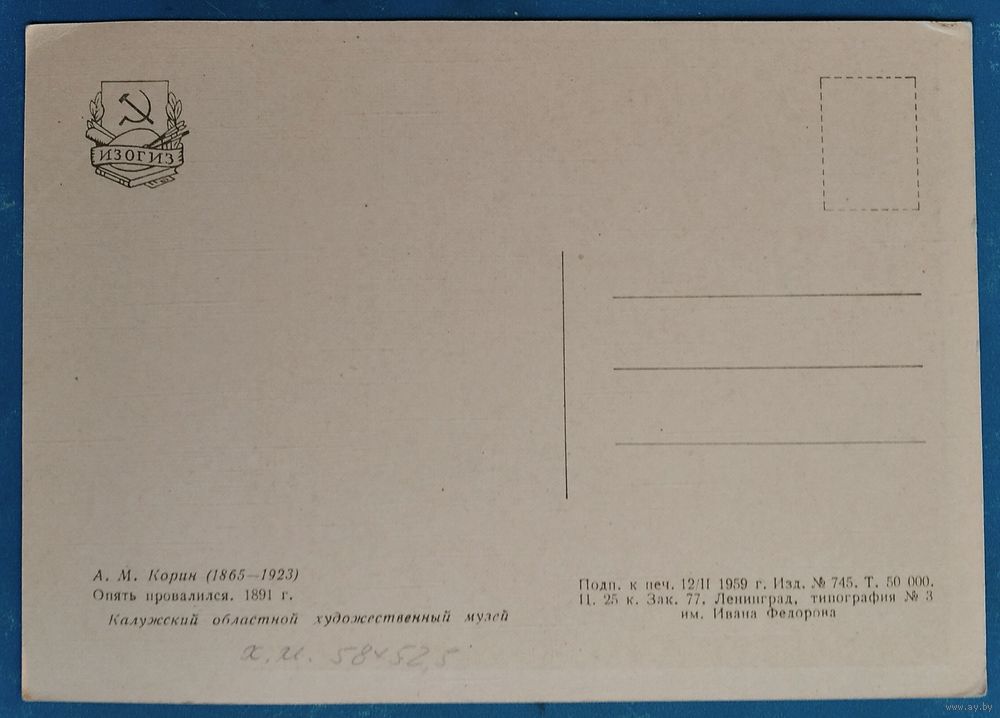 ИЗОГИЗ
А. М. Корин (1865—1923)
Опять провалился. 1891 г.
Калужский областной художественный музей
х.м. 58×52,5
Подп. к печ. 12/II 1959 г. Изд. № 745. Т. 50 000.
Ц. 25 к. Зак. 77. Ленинград, типография № 3
им. Ивана Федорова
www.ay.by